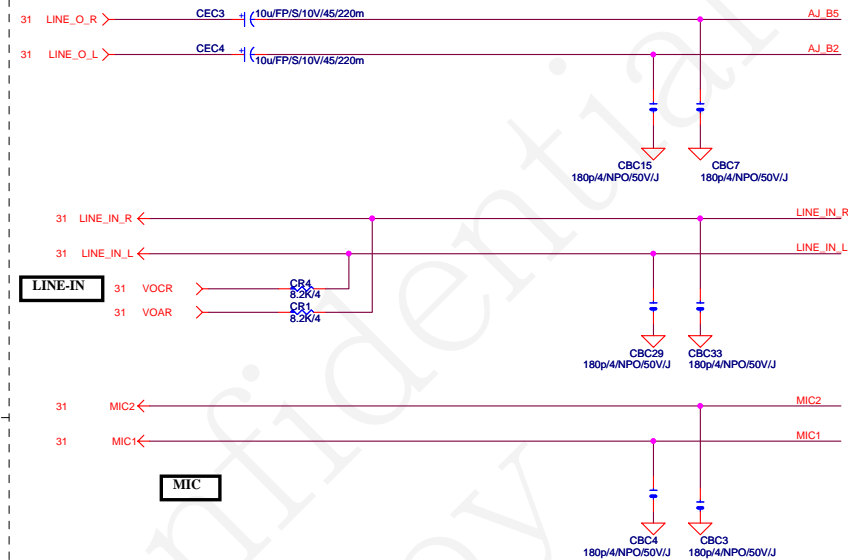 31 LINE_O_R CEC3 + 10u/FP/S/10V/45/220m AJ_B5
31 LINE_O_L CEC4 + 10u/FP/S/10V/45/220m AJ_B2
CBC15 CBC7
180p/4/NPO/50V/J 180p/4/NPO/50V/J
31 LINE_IN_R LINE_IN_R
31 LINE_IN_L LINE_IN_L
LINE-IN 31 VOCR CR4
8.2K/4
31 VOAR CR1
8.2K/4
CBC29 CBC33
180p/4/NPO/50V/J 180p/4/NPO/50V/J
31 MIC2 MIC2
31 MIC1 MIC1
MIC
CBC4 CBC3
180p/4/NPO/50V/J 180p/4/NPO/50V/J